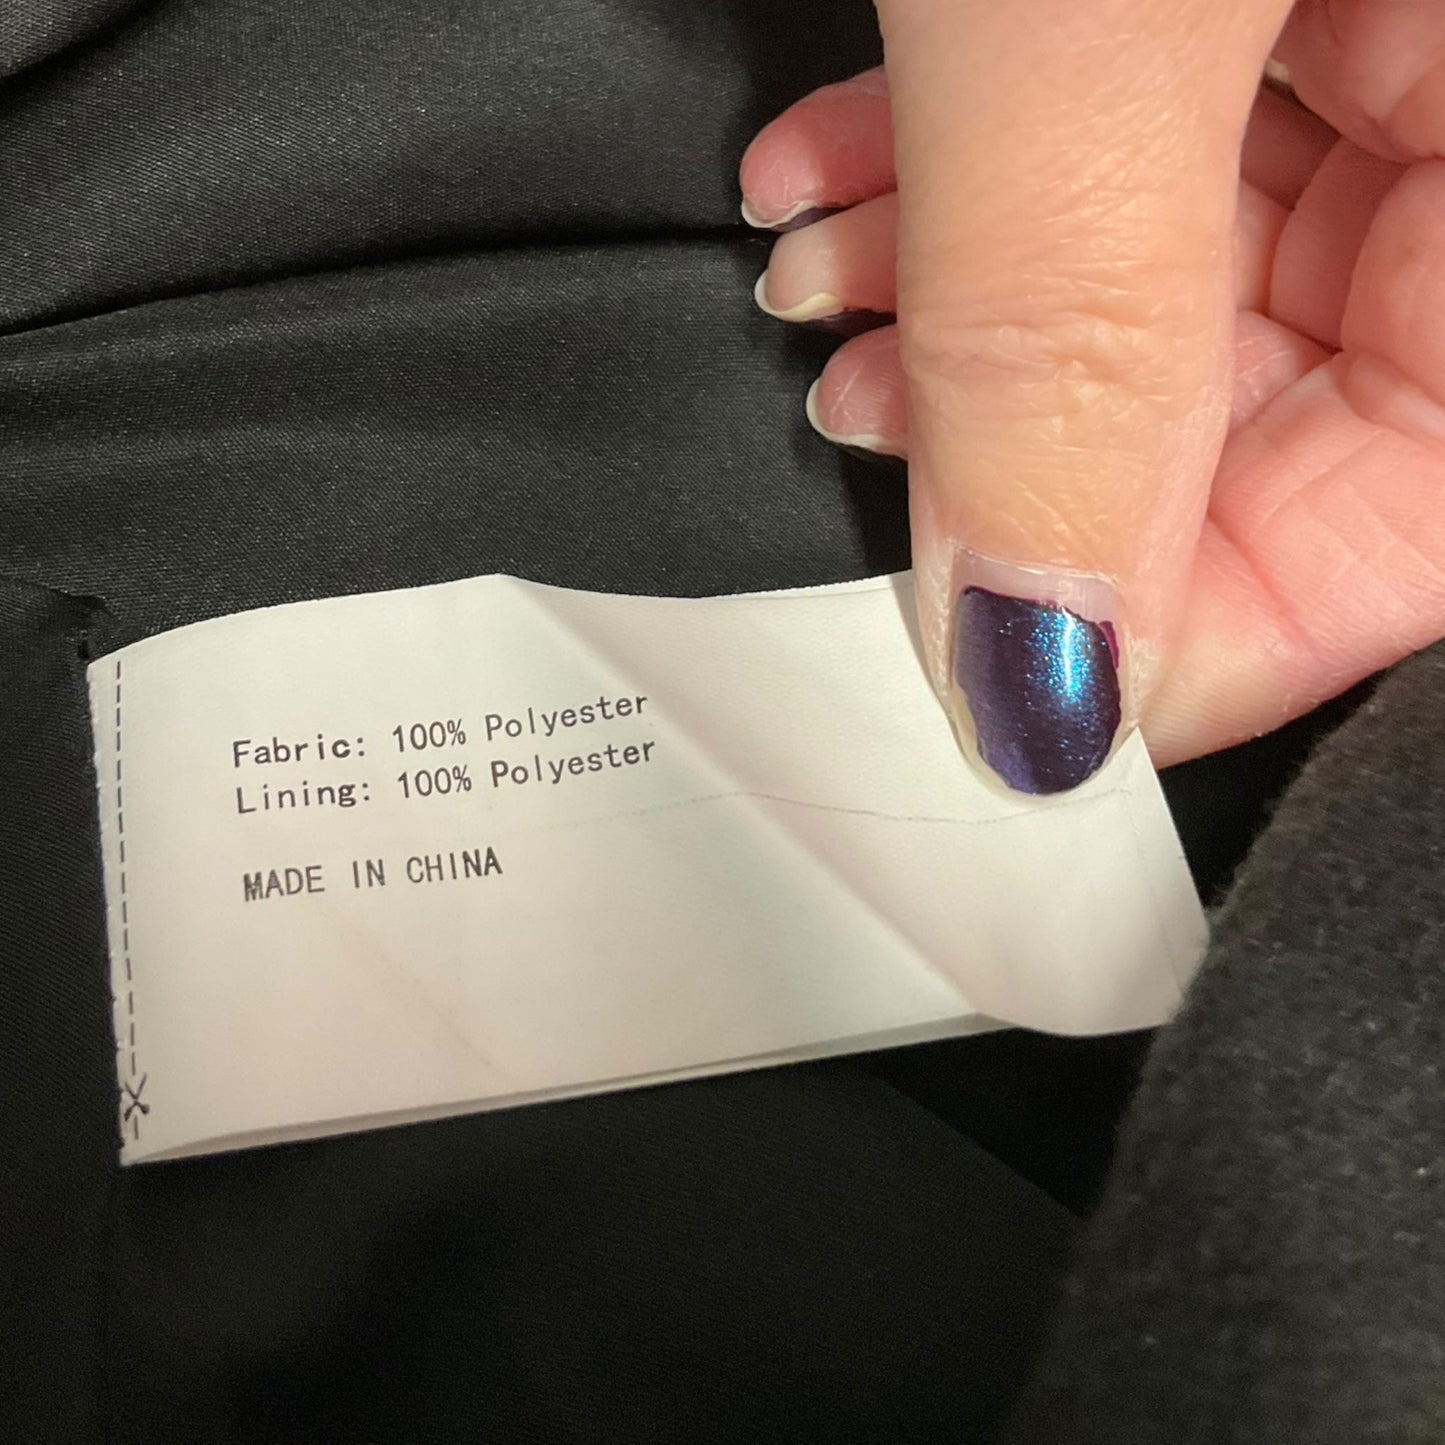 Fabric: 100% Polyester
Lining: 100% Polyester
MADE IN CHINA